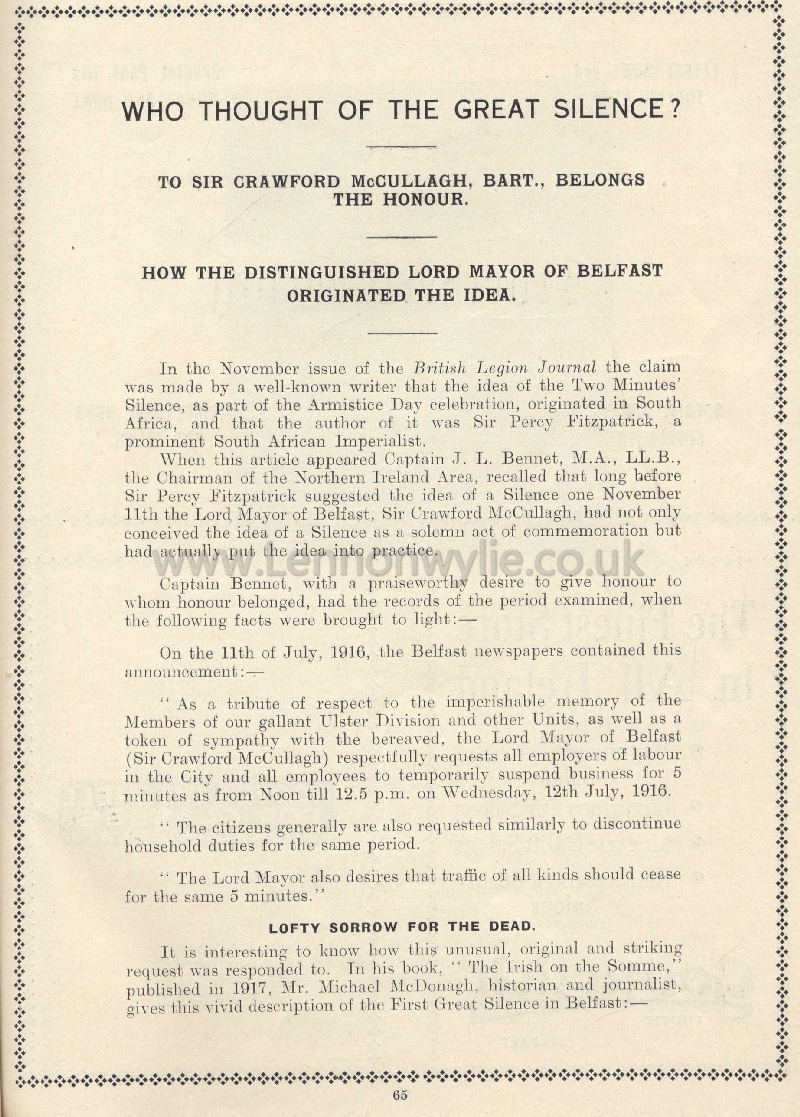 WHO THOUGHT OF THE GREAT SILENCE?
TO SIR CRAWFORD McCULLAGH, BART., BELONGS
THE HONOUR.
HOW THE DISTINGUISHED LORD MAYOR OF BELFAST
ORIGINATED THE IDEA.
In the November issue of the British Legion Journal the claim
was made by a well-known writer that the idea of the Two Minutes'
Silence, as part of the Armistice Day celebration, originated in South
Africa, and that the author of it was Sir Percy Fitzpatrick, a
prominent South African Imperialist.
When this article appeared Captain J. L. Bennet, M.A., LL.B.,
the Chairman of the Northern Ireland Area, recalled that long before
Sir Percy Fitzpatrick suggested the idea of a Silence one November
11th the Lord Mayor of Belfast, Sir Crawford McCullagh, had not only
conceived the idea of a Silence as a solemn act of commemoration but
had actually put the idea into practice.
www.Lennonwylie.co.uk
Captain Bennet, with a praiseworthy desire to give honour to
whom honour belonged, had the records of the period examined, when
the following facts were brought to light:—
On the 11th of July, 1916, the Belfast newspapers contained this
announcement:—
" As a tribute of respect to the imperishable memory of the
Members of our gallant Ulster Division and other Units, as well as a
token of sympathy with the bereaved, the Lord Mayor of Belfast
(Sir Crawford McCullagh) respectfully requests all employers of labour
in the City and all employees to temporarily suspend business for 5
minutes as from Noon till 12.5 p.m. on Wednesday, 12th July, 1916.
" The citizens generally are also requested similarly to discontinue
household duties for the same period.
" The Lord Mayor also desires that traffic of all kinds should cease
for the same 5 minutes."
LOFTY SORROW FOR THE DEAD.
It is interesting to know how this unusual, original and striking
request was responded to. In his book, " The Irish on the Somme,"
published in 1917, Mr. Michael McDonagh, historian and journalist,
gives this vivid description of the First Great Silence in Belfast:—
65